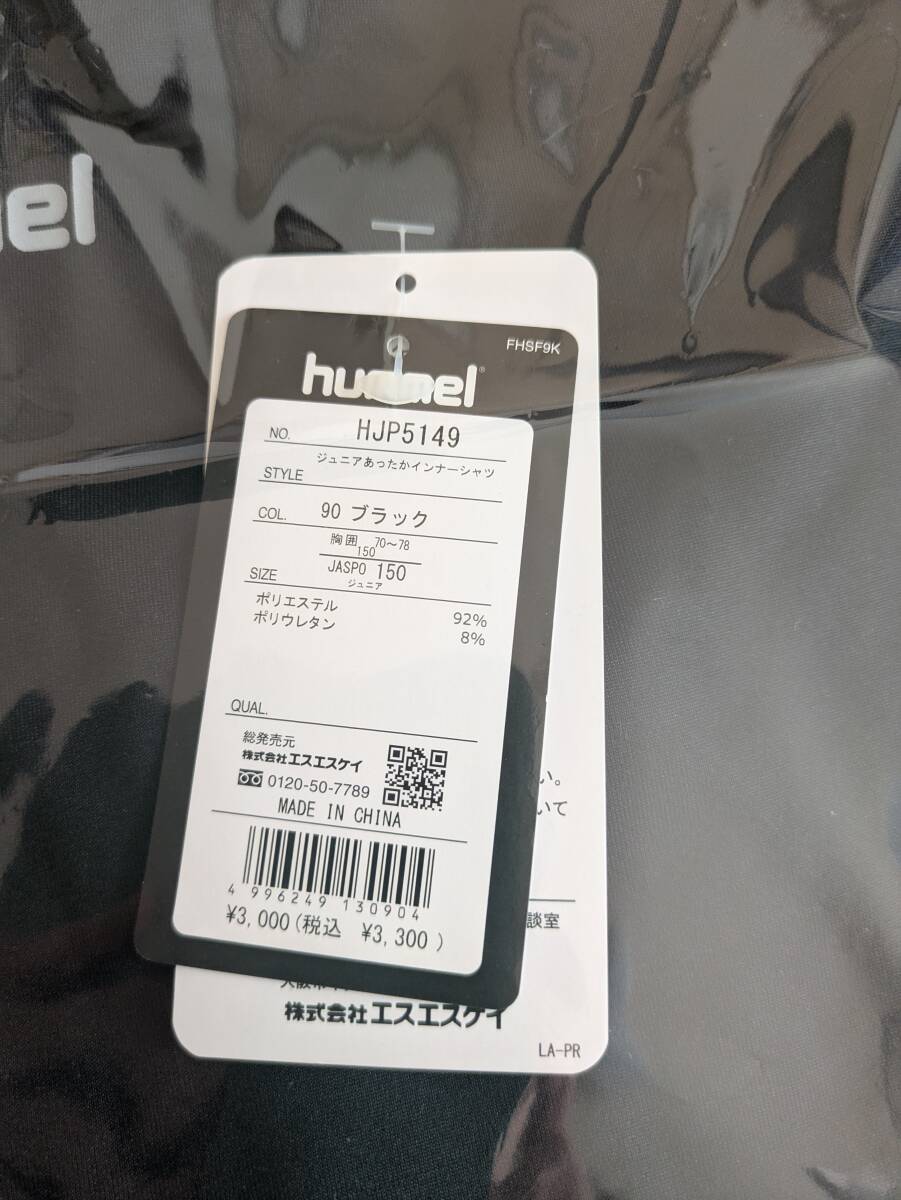 el
FHSF9K
hummel®
NO. HJP5149
ジュニアあったかインナーシャツ
STYLE
COL. 90 ブラック
胸囲 70〜78
150
SIZE JASPO 150
ジュニア
ポリエステル 92%
ポリウレタン 8%
QUAL.
総発売元
株式会社エスエスケイ
0120-50-7789
MADE IN CHINA
4 996249 130904
¥3,000(税込 ¥3,300)
い。
いて
談室
株式会社エスエスケイ
LA-PR